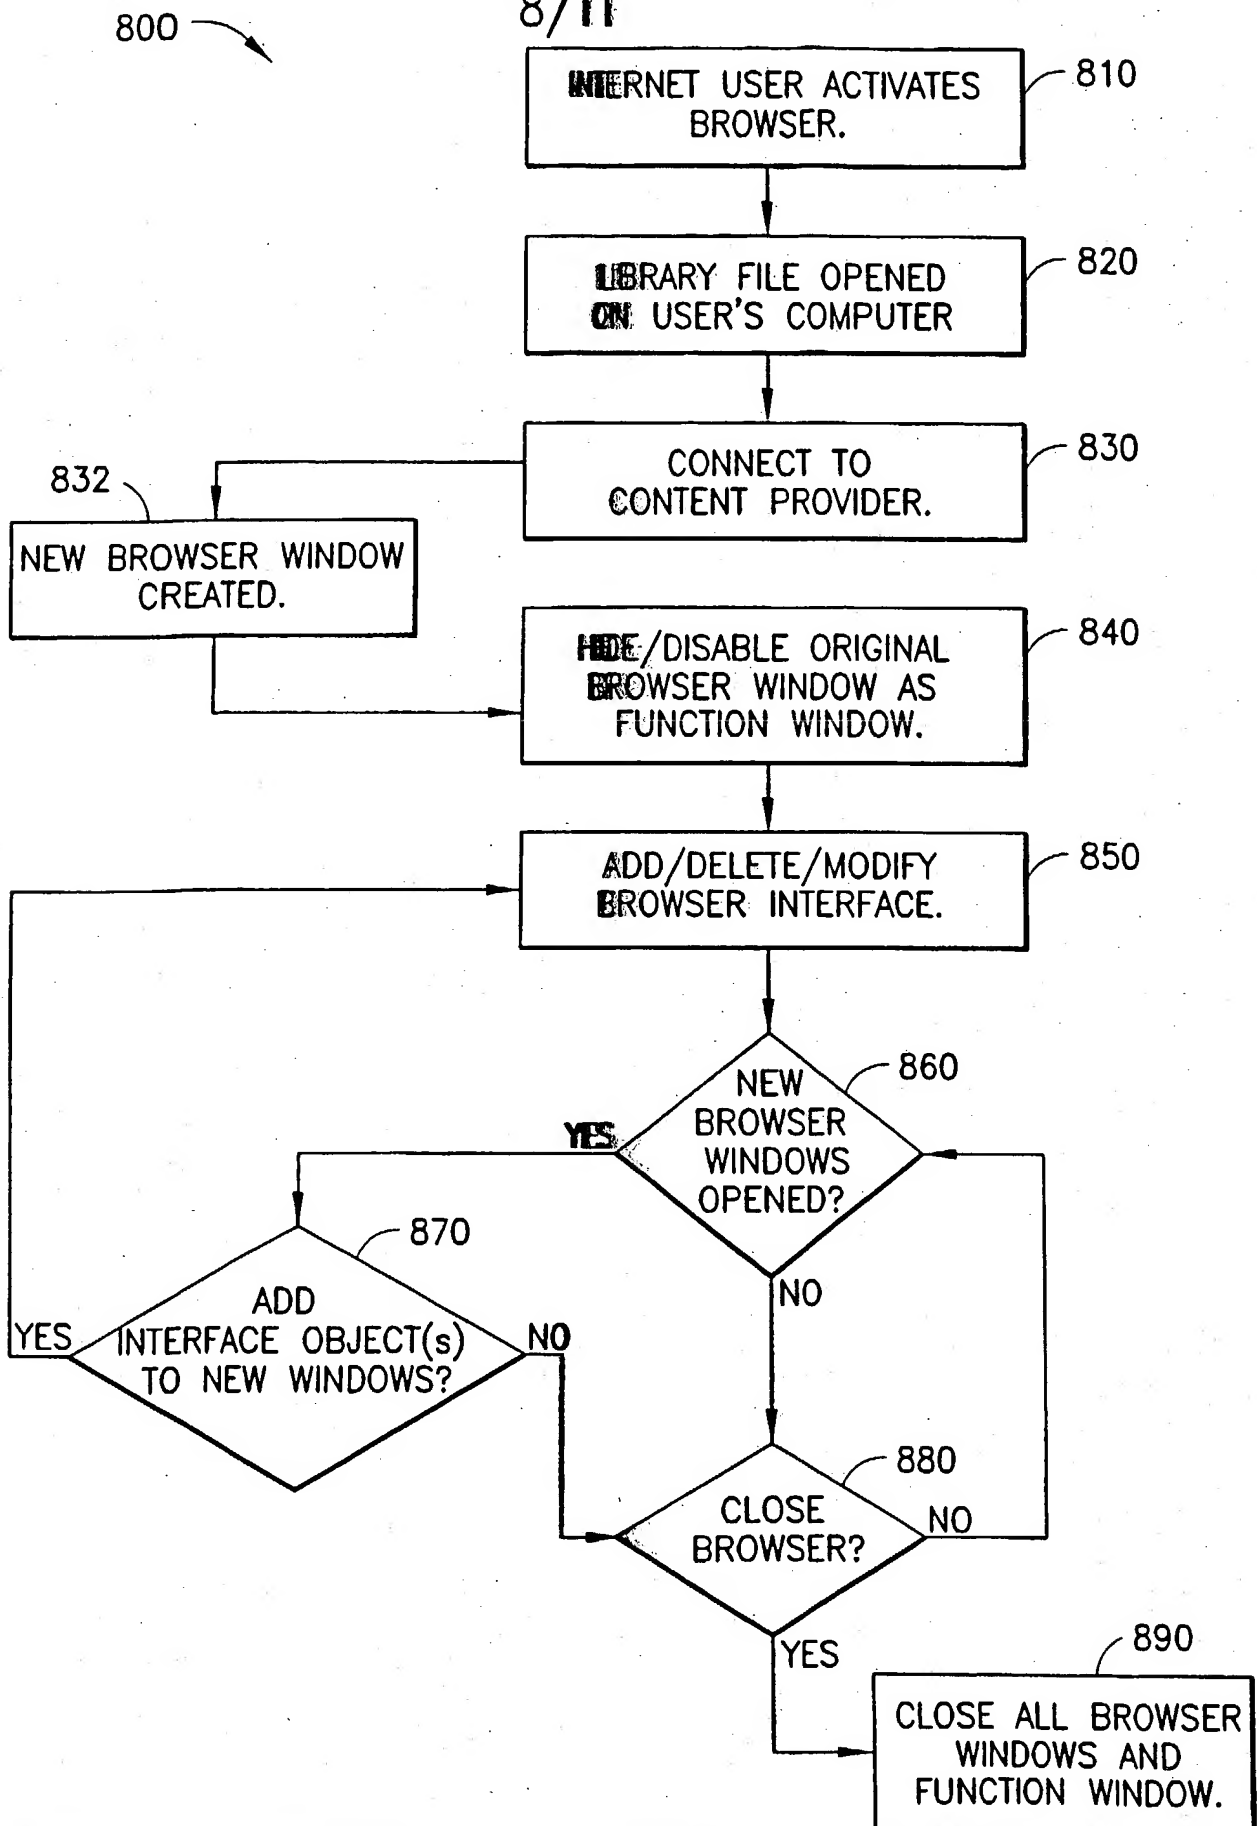 8/11
800
INTERNET USER ACTIVATES
BROWSER.
810
LIBRARY FILE OPENED
ON USER'S COMPUTER
820
CONNECT TO
CONTENT PROVIDER.
830
832
NEW BROWSER WINDOW
CREATED.
HIDE/DISABLE ORIGINAL
BROWSER WINDOW AS
FUNCTION WINDOW.
840
ADD/DELETE/MODIFY
BROWSER INTERFACE.
850
NEW
BROWSER
WINDOWS
OPENED?
860
YES
NO
870
ADD
INTERFACE OBJECT(s)
TO NEW WINDOWS?
YES
NO
880
CLOSE
BROWSER?
NO
YES
890
CLOSE ALL BROWSER
WINDOWS AND
FUNCTION WINDOW.